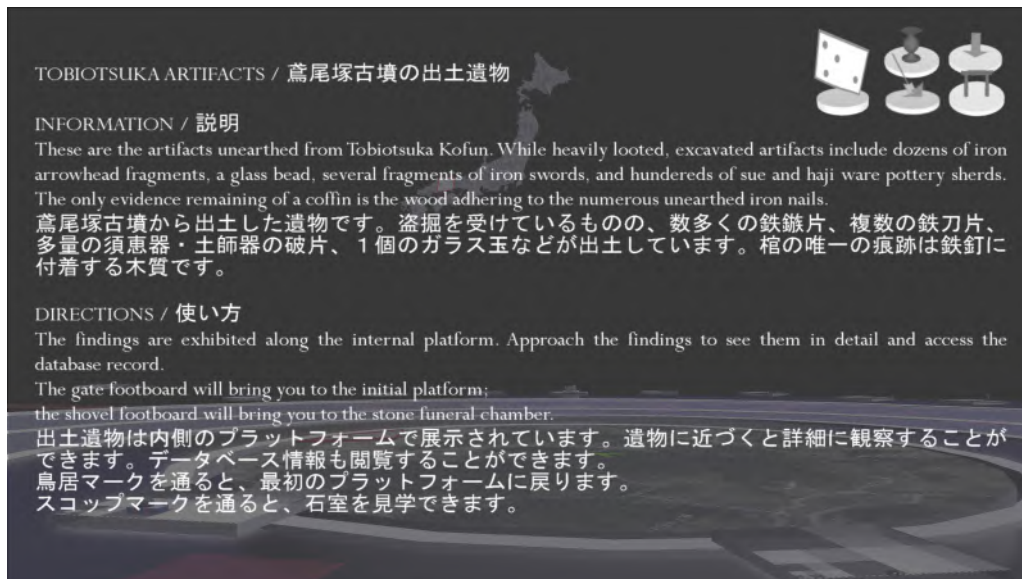 TOBIOTSUKA ARTIFACTS / 鳶尾塚古墳の出土遺物
INFORMATION / 説明
These are the artifacts unearthed from Tobiotsuka Kofun. While heavily looted, excavated artifacts include dozens of iron
arrowhead fragments, a glass bead, several fragments of iron swords, and hundereds of sue and haji ware pottery sherds.
The only evidence remaining of a coffin is the wood adhering to the numerous unearthed iron nails.
鳶尾塚古墳から出土した遺物です。盗掘を受けているものの、数多くの鉄鏃片、複数の鉄刀片、
多量の須恵器・土師器の破片、１個のガラス玉などが出土しています。棺の唯一の痕跡は鉄釘に
付着する木質です。
DIRECTIONS / 使い方
The findings are exhibited along the internal platform. Approach the findings to see them in detail and access the
database record.
The gate footboard will bring you to the initial platform;
the shovel footboard will bring you to the stone funeral chamber.
出土遺物は内側のプラットフォームで展示されています。遺物に近づくと詳細に観察することが
できます。データベース情報も閲覧することができます。
鳥居マークを通ると、最初のプラットフォームに戻ります。
スコップマークを通ると、石室を見学できます。